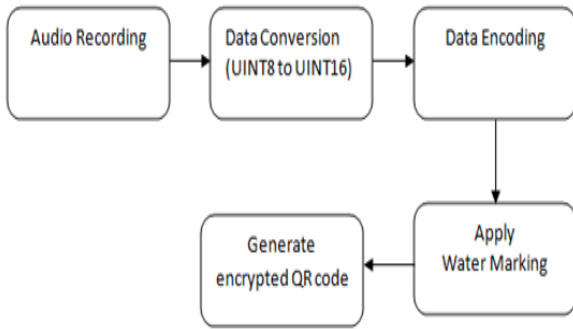 Audio Recording
Data Conversion
(UINT8 to UINT16)
Data Encoding
Apply
Water Marking
Generate
encrypted QR code